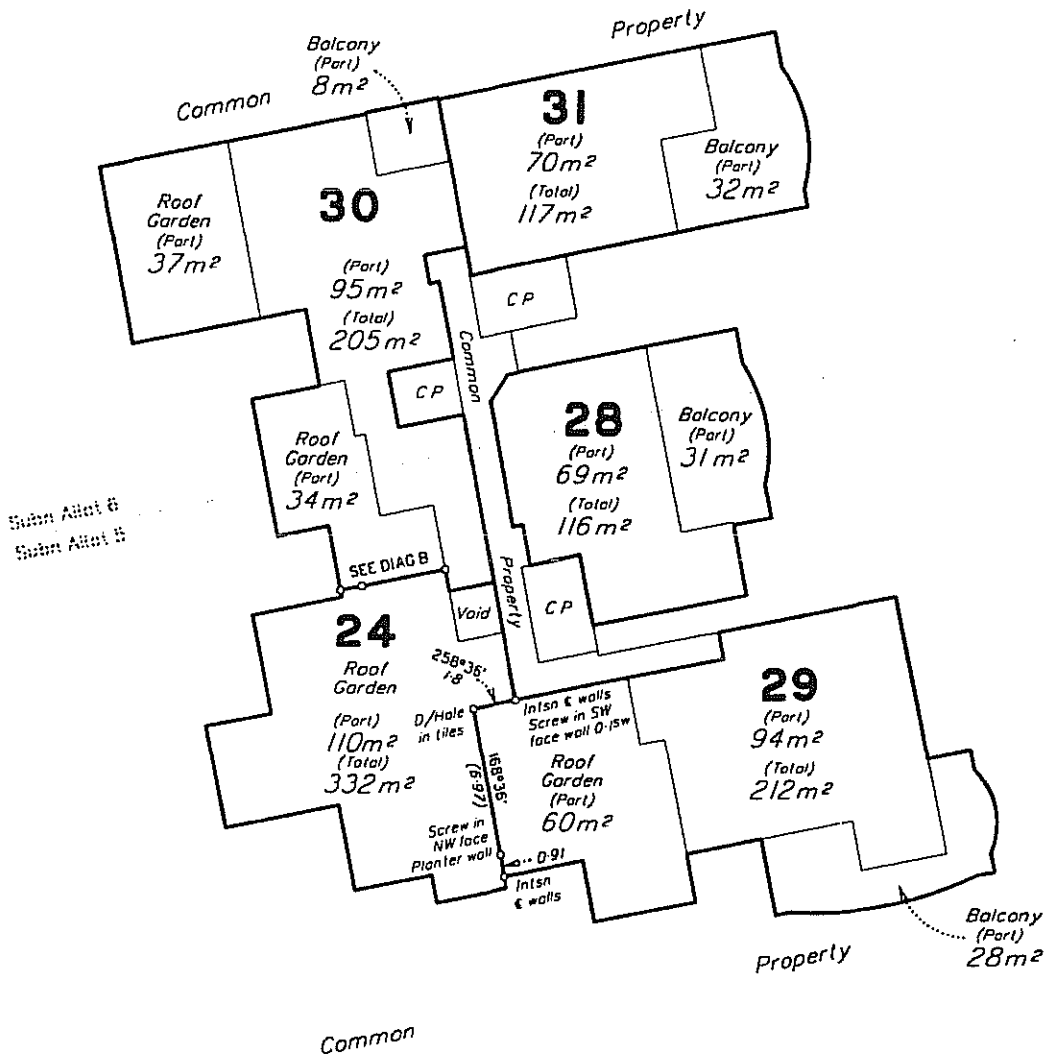 Property
Balcony
(Part)
8m²
Common
31
(Part)
70m²
(Total)
117m²
Balcony
(Part)
32m²
30
Roof
Garden
(Part)
37m²
(Part)
95m²
(Total)
205m²
CP
Common
CP
28
(Part)
69m²
(Total)
116m²
Balcony
(Part)
31m²
Roof
Garden
(Part)
34m²
Subn Allot 6
Subn Allot 5
SEE DIAG B
Property
CP
Void
24
Roof
Garden
(Part)
110m²
(Total)
332m²
258°36'
1·8
D/Hole
in tiles
Intsn ℄ walls
Screw in SW
face wall 0·1sw
29
(Part)
94m²
(Total)
212m²
Roof
Garden
(Part)
60m²
168°36'
(6·97)
Screw in
NW face
Planter wall
0·91
Intsn
℄ walls
Balcony
(Part)
28m²
Property
Common